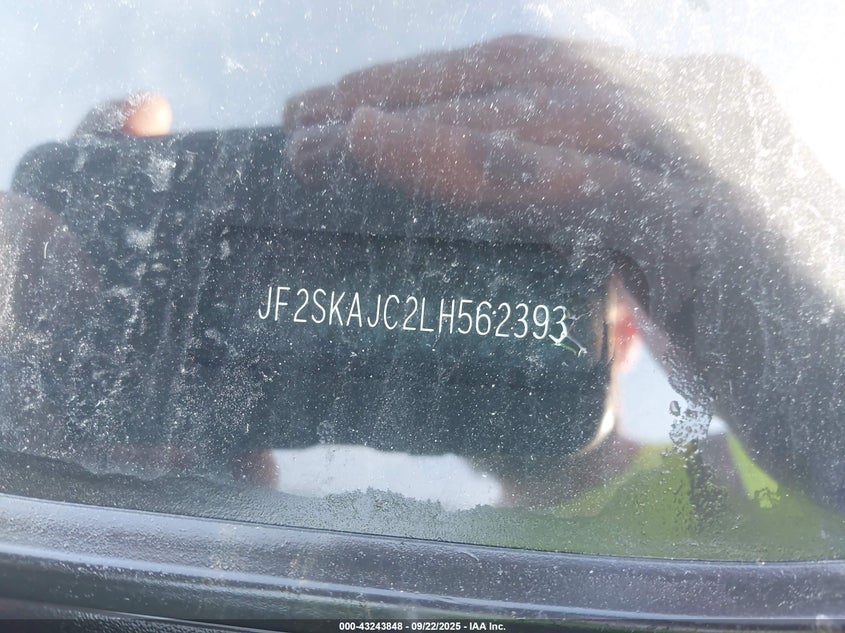 JF2SKAJC2LH562393
000-43243848 - 09/22/2025 - IAA Inc.